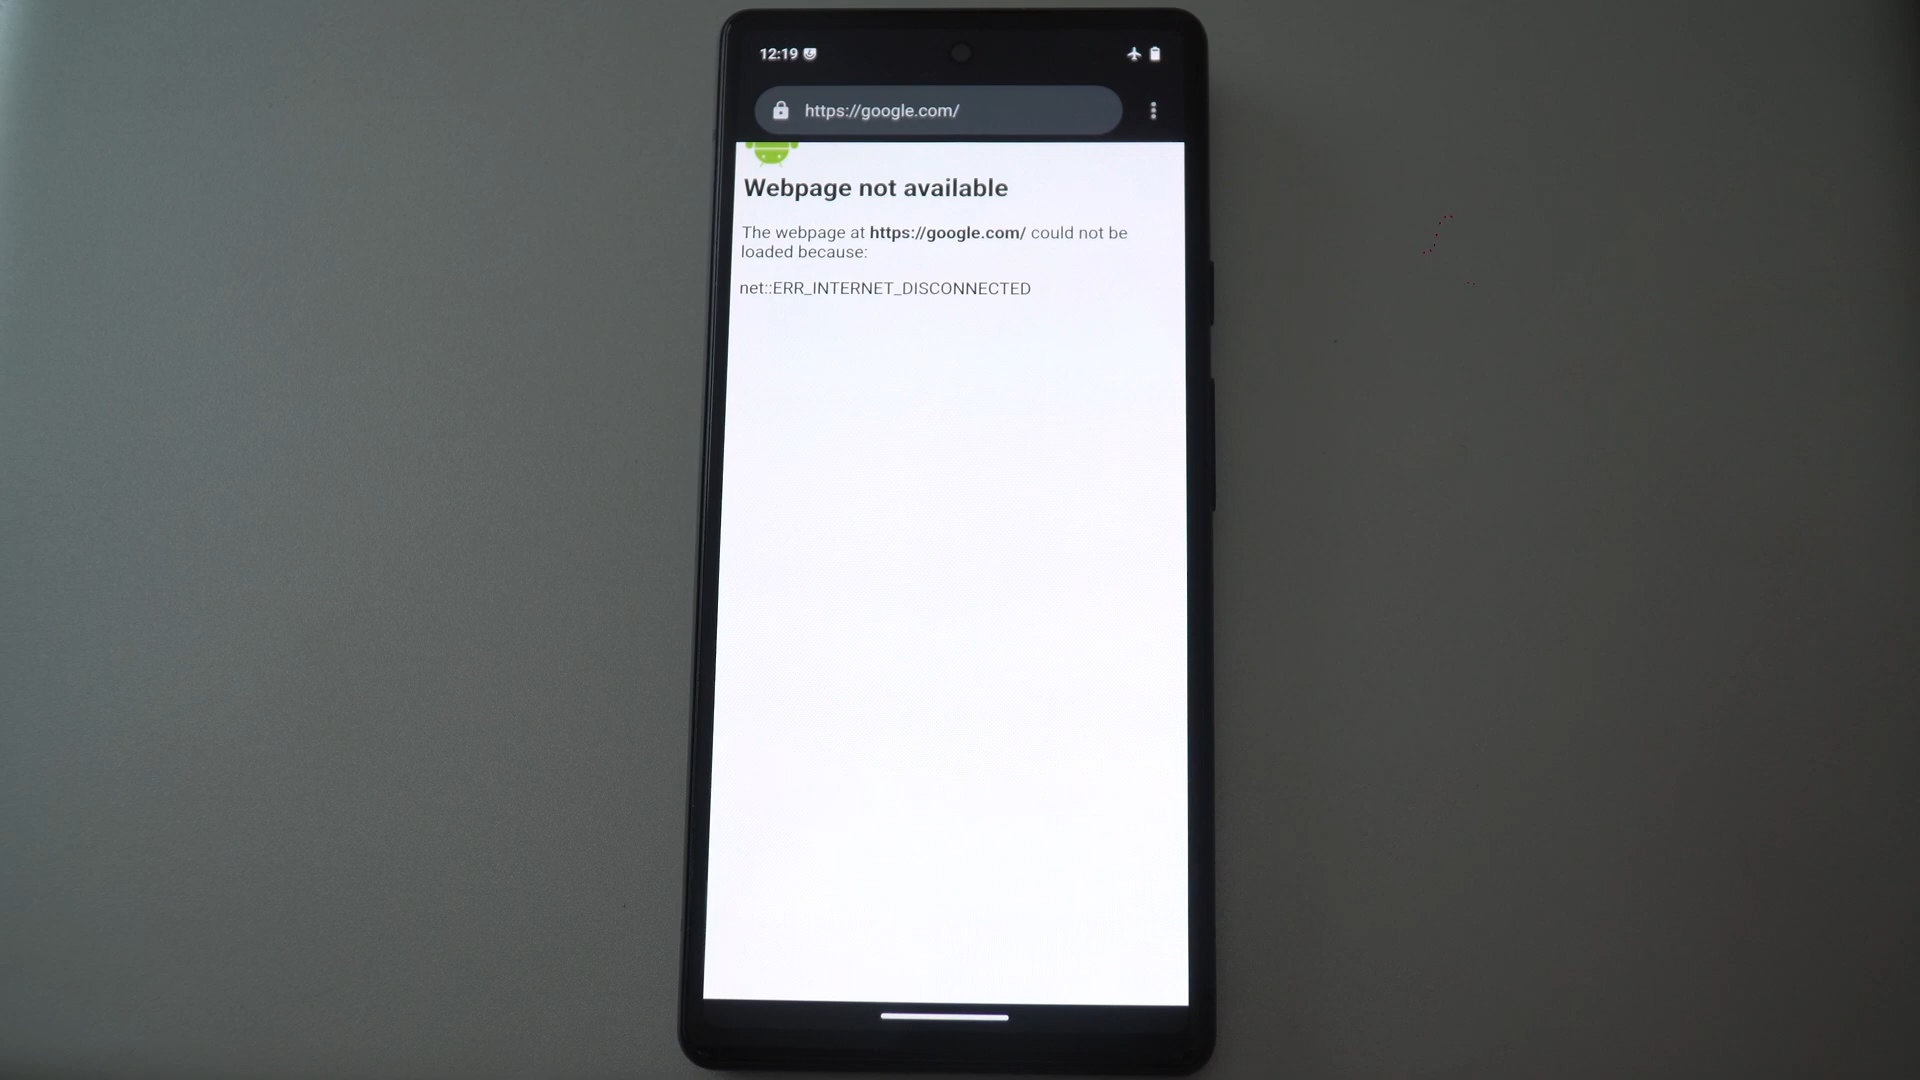 12:19
https://google.com/
Webpage not available
The webpage at https://google.com/ could not be
loaded because:
net::ERR_INTERNET_DISCONNECTED